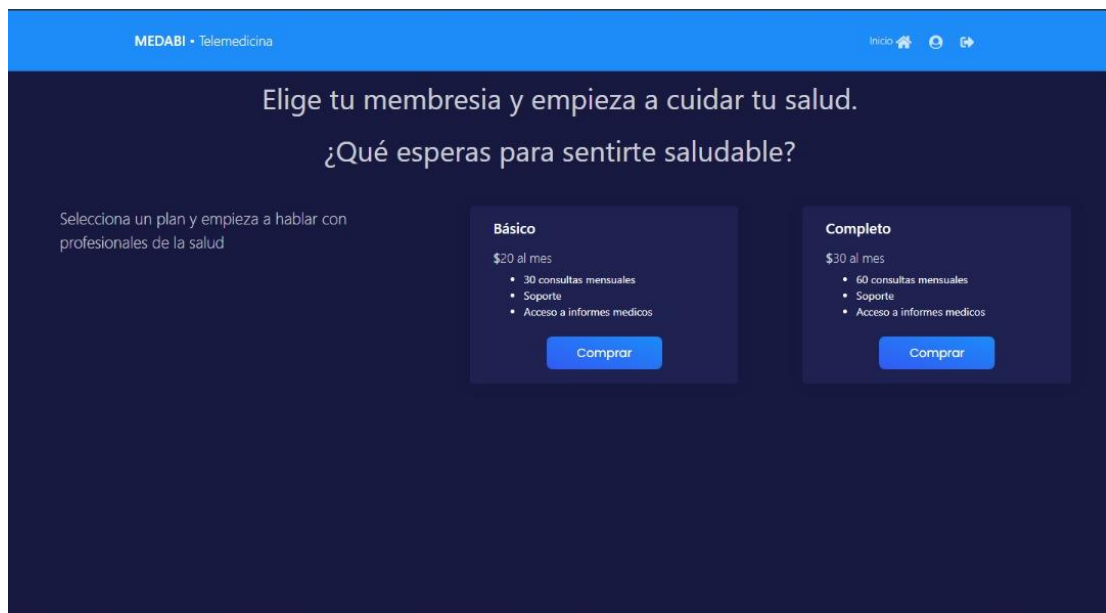 MEDABI • Telemedicina
Inicio
Elige tu membresia y empieza a cuidar tu salud.
¿Qué esperas para sentirte saludable?
Selecciona un plan y empieza a hablar con
profesionales de la salud
Básico
$20 al mes
• 30 consultas mensuales
• Soporte
• Acceso a informes medicos
Comprar
Completo
$30 al mes
• 60 consultas mensuales
• Soporte
• Acceso a informes medicos
Comprar